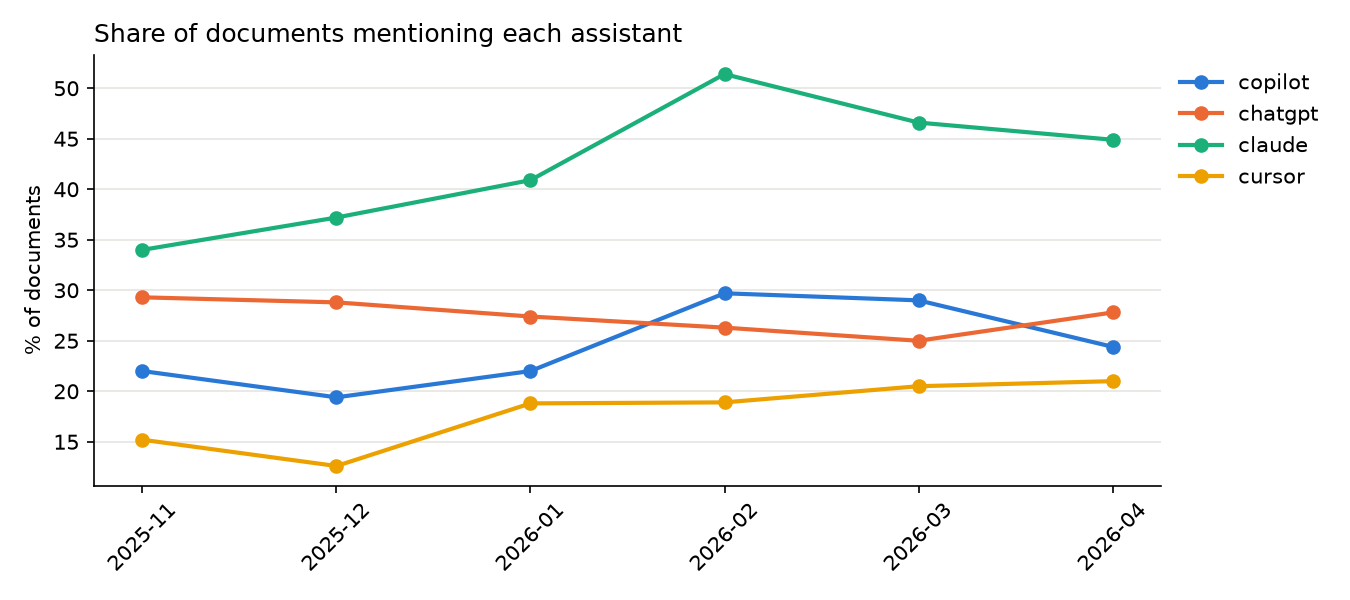 Share of documents mentioning each assistant
% of documents
50
45
40
35
30
25
20
15
2025-11
2025-12
2026-01
2026-02
2026-03
2026-04
copilot
chatgpt
claude
cursor